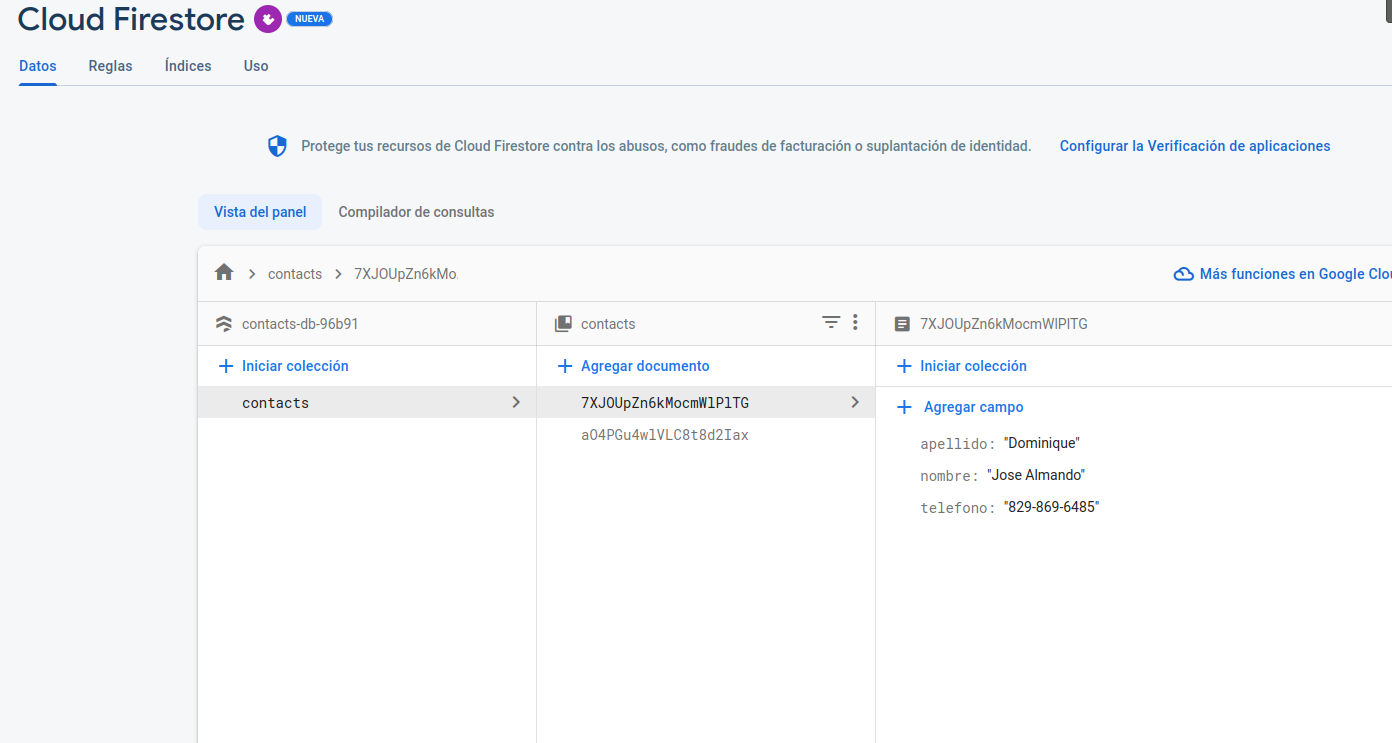 Cloud Firestore NUEVA
Datos Reglas Índices Uso
Protege tus recursos de Cloud Firestore contra los abusos, como fraudes de facturación o suplantación de identidad. Configurar la Verificación de aplicaciones
Vista del panel Compilador de consultas
contacts 7XJOUpZn6kMo. Más funciones en Google Clou
contacts-db-96b91 contacts 7XJOUpZn6kMocmWlPlTG
Iniciar colección Agregar documento Iniciar colección
contacts 7XJOUpZn6kMocmWlPlTG Agregar campo
aO4PGu4wlVLC8t8d2Iax apellido: "Dominique"
nombre: "Jose Almando"
telefono: "829-869-6485"